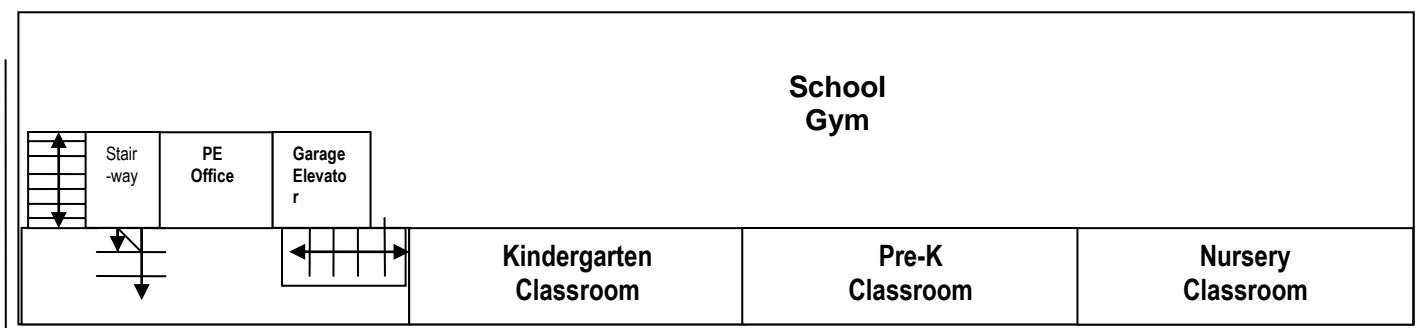 School
Gym
Stair
-way
PE
Office
Garage
Elevato
r
Kindergarten
Classroom
Pre-K
Classroom
Nursery
Classroom